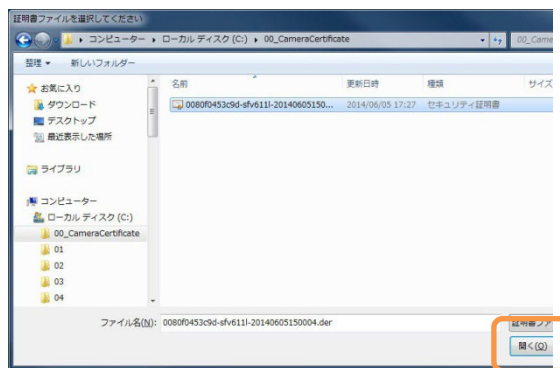 証明書ファイルを選択してください
コンピューター ▸ ローカル ディスク (C:) ▸ 00_CameraCertificate
00_Came
整理 ▼ 新しいフォルダー
お気に入り
ダウンロード
デスクトップ
最近表示した場所
ライブラリ
コンピューター
ローカル ディスク (C:)
00_CameraCertificate
01
02
03
04
名前 更新日時 種類 サイズ
0080f0453c9d-sfv611l-20140605150... 2014/06/05 17:27 セキュリティ証明書
ファイル名(N): 0080f0453c9d-sfv611l-20140605150004.der
証明書ファ
開く(O)